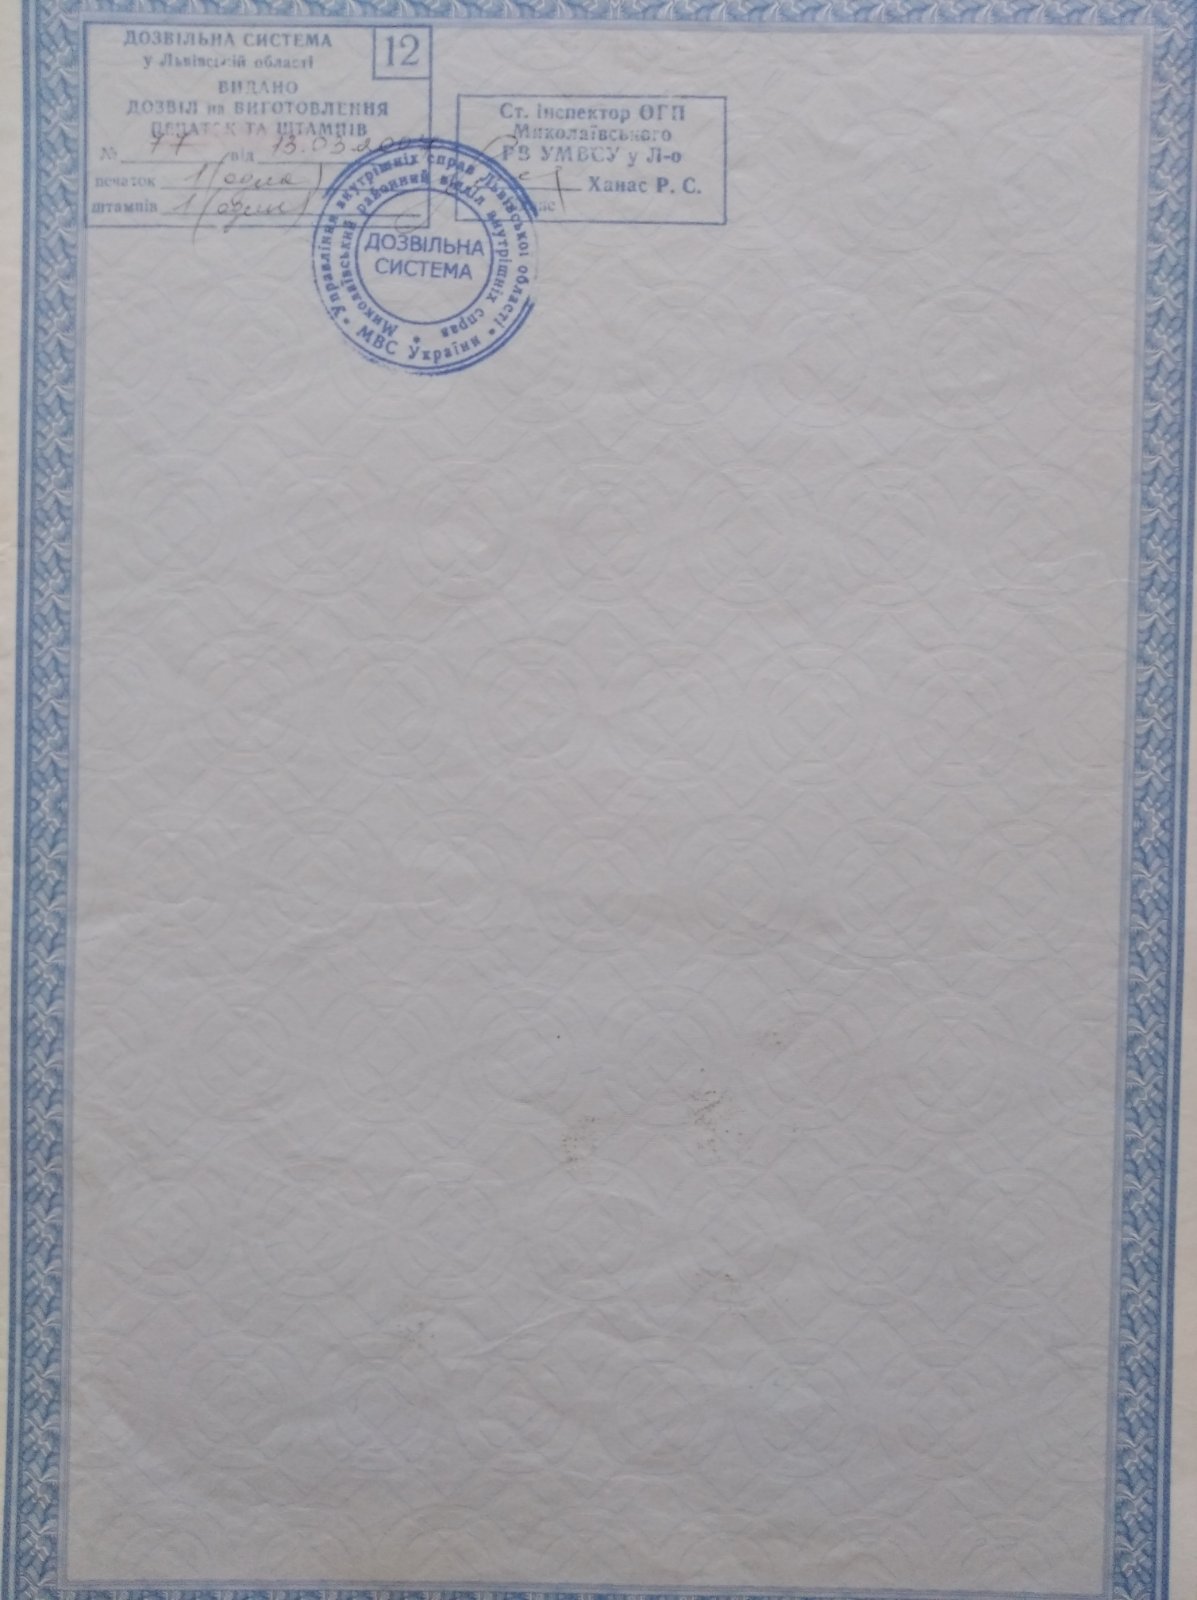 ДОЗВІЛЬНА СИСТЕМА
у Львівській області
12
ВИДАНО
ДОЗВІЛ на ВИГОТОВЛЕННЯ
ПЕЧАТОК ТА ШТАМПІВ
№ 77 від 13.03.2007
печаток 1 (одна)
штампів 1 (один)
Ст. інспектор ОГП
Миколаївського
РВ УМВСУ у Л-о
Ханас Р. С.
Управління внутрішніх справ Львівської області
МВС України
Миколаївський районний відділ внутрішніх справ
ДОЗВІЛЬНА
СИСТЕМА